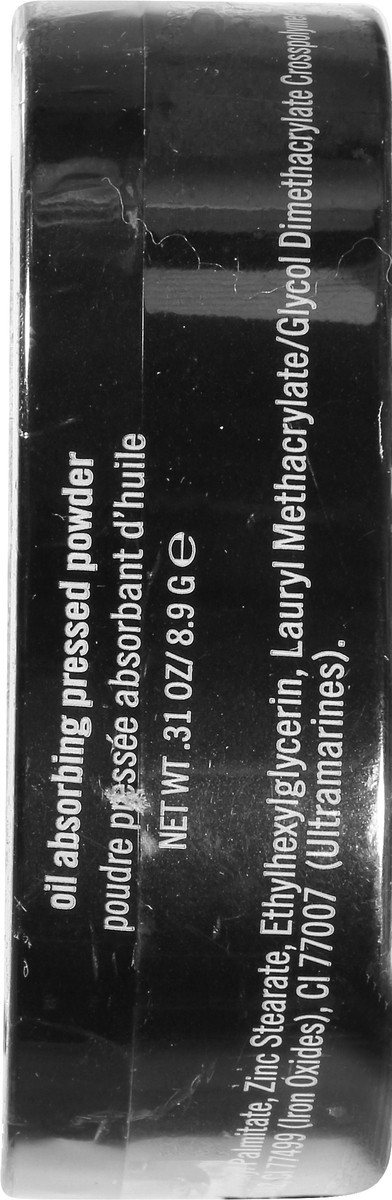 oil absorbing pressed powder
poudre pressée absorbant d'huile
NET WT .31 OZ/ 8.9 G ℮
Palmitate, Zinc Stearate, Ethylhexylglycerin, Lauryl Methacrylate/Glycol Dimethacrylate Crosspolymer
77499 (Iron Oxides), CI 77007 (Ultramarines).